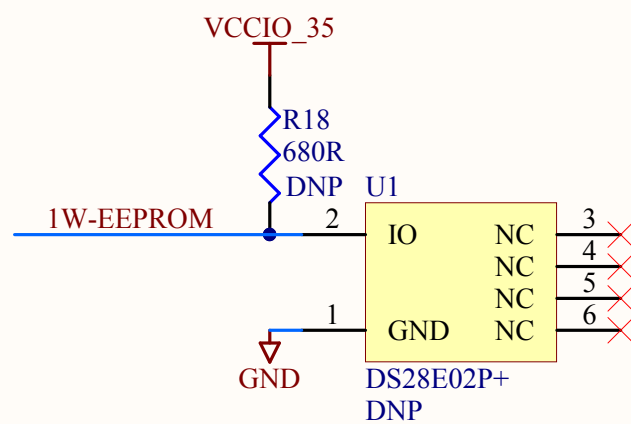 VCCIO_35
R18
680R
DNP
U1
1W-EEPROM
2
IO
NC
3
NC
4
NC
5
1
GND
NC
6
GND
DS28E02P+
DNP